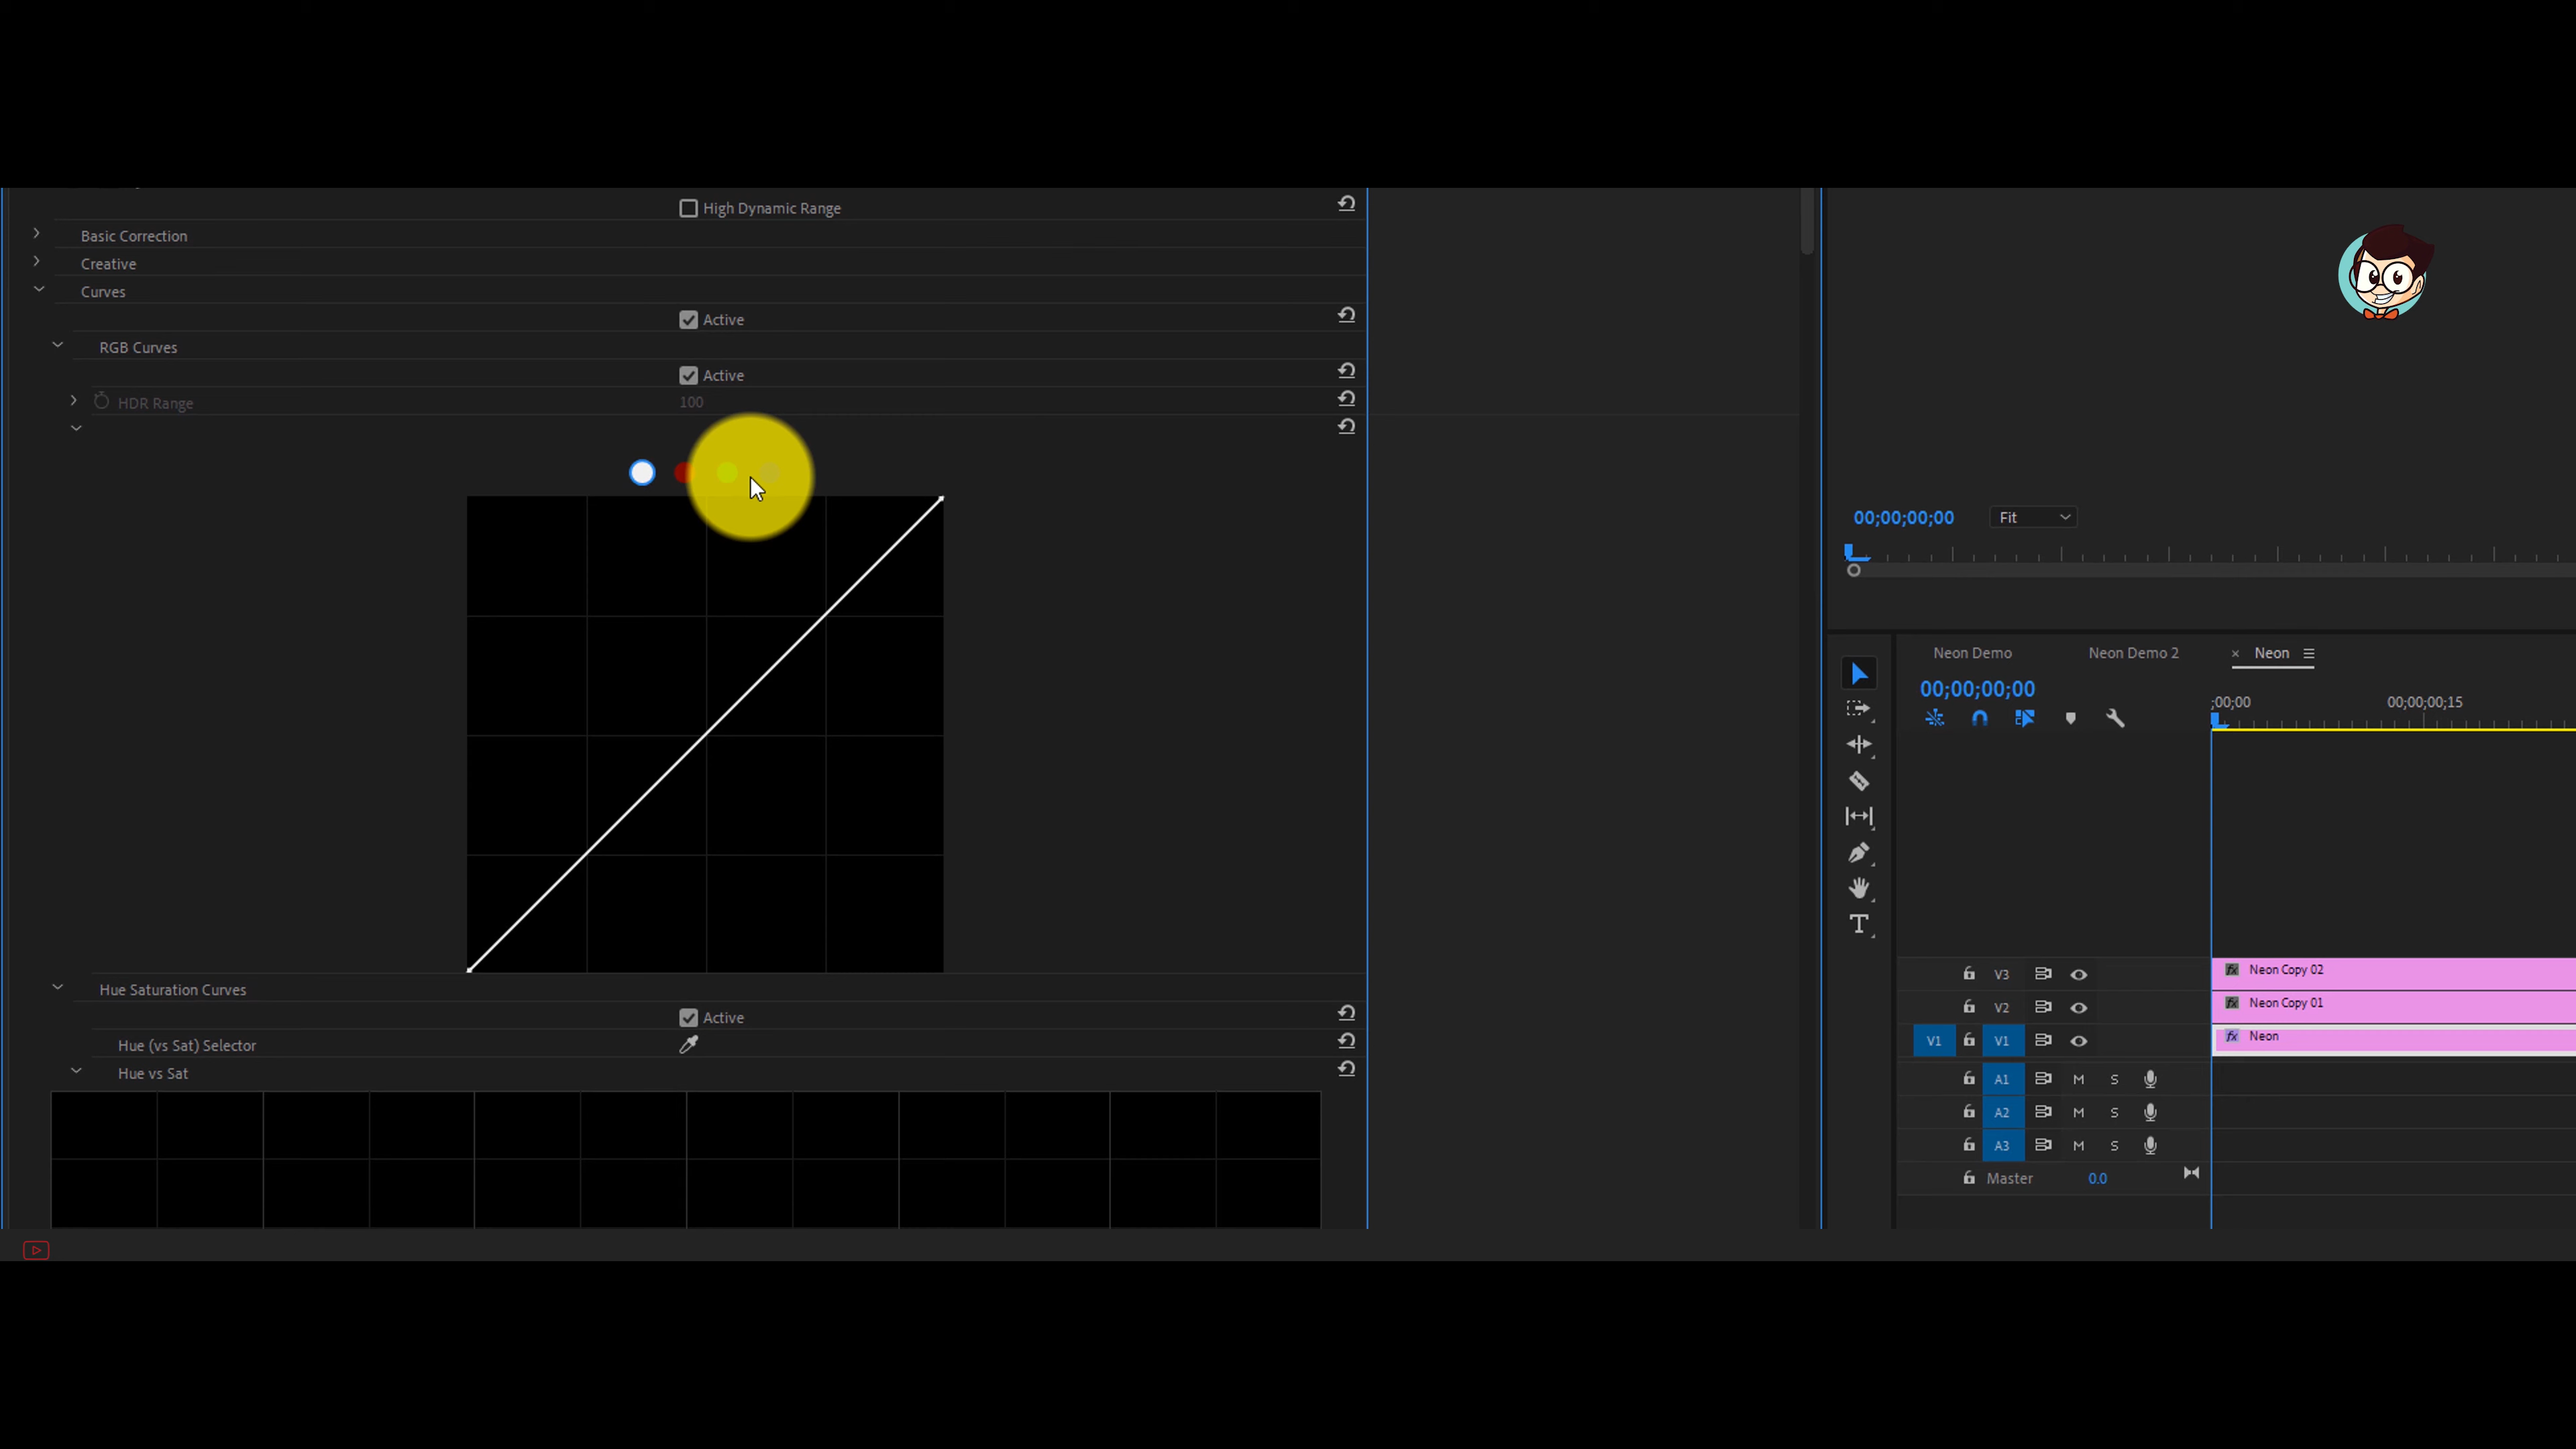 High Dynamic Range
Basic Correction
Creative
Curves
Active
RGB Curves
Active
HDR Range 100
Hue Saturation Curves
Active
Hue (vs Sat) Selector
Hue vs Sat
00;00;00;00 Fit
Neon Demo Neon Demo 2 × Neon
00;00;00;00
;00;00 00;00;00;15
V3 fx Neon Copy 02
V2 fx Neon Copy 01
V1 V1 fx Neon
A1 M S
A2 M S
A3 M S
Master 0.0